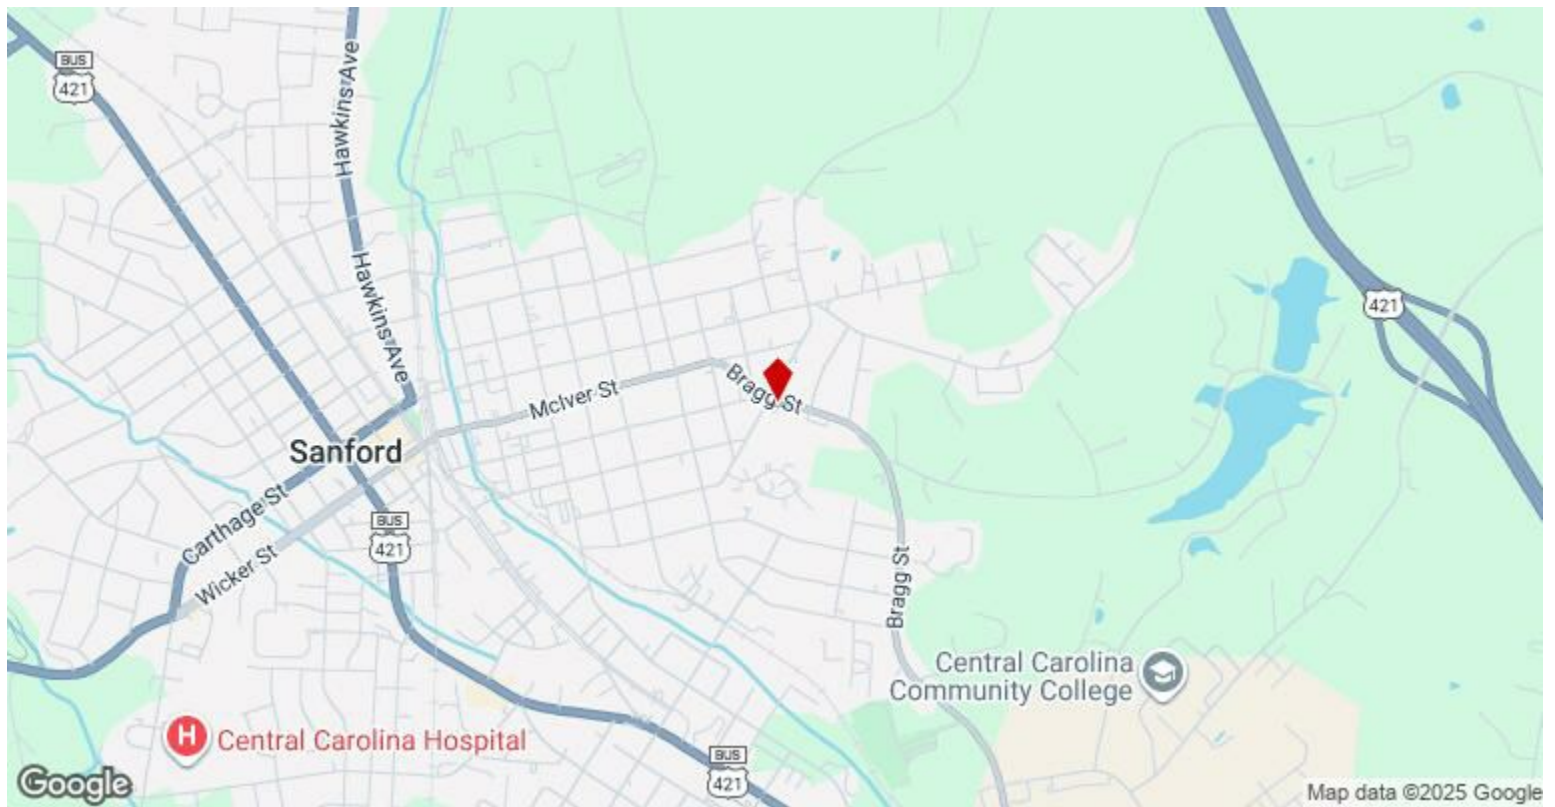 BUS
421
Hawkins Ave
Hawkins Ave
421
McIver St
Bragg St
Sanford
Carthage St
BUS
421
Wicker St
Bragg St
Central Carolina
Community College
H
Central Carolina Hospital
BUS
421
Google
Map data ©2025 Google